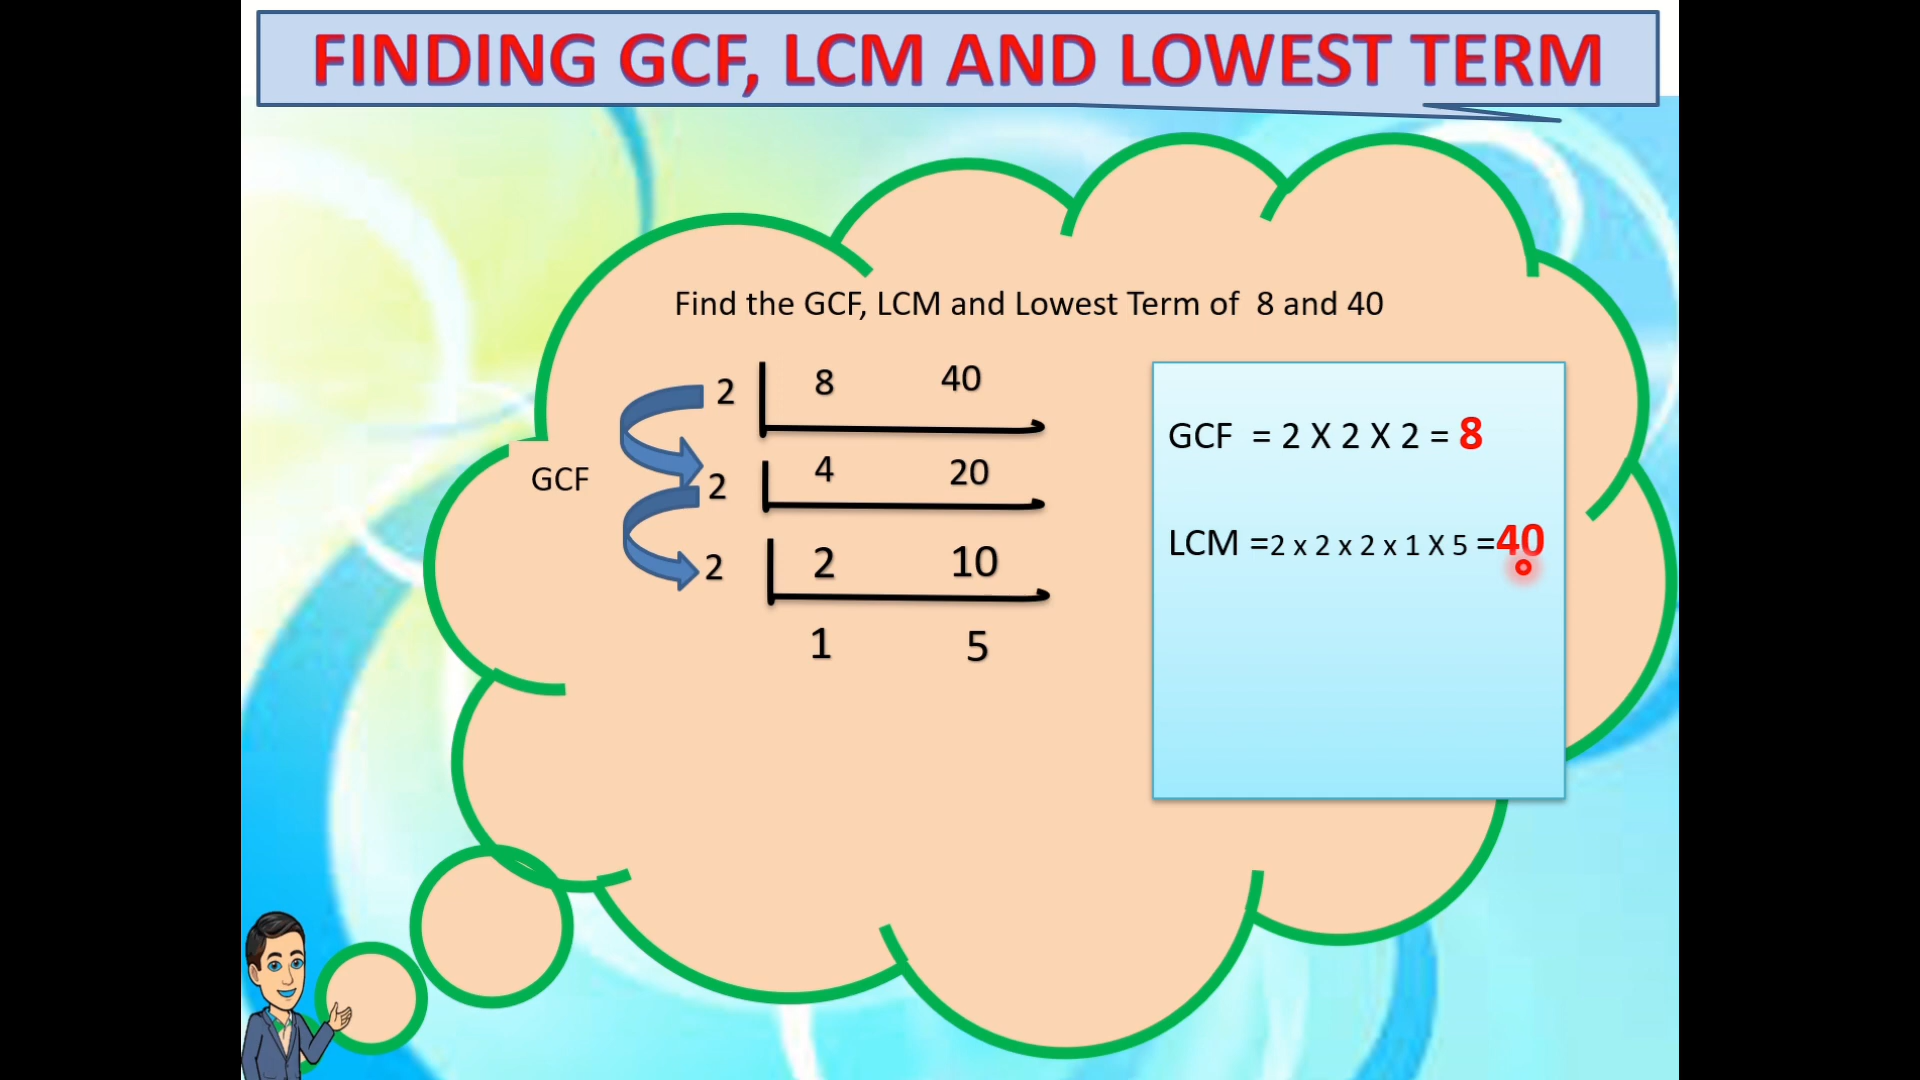 FINDING GCF, LCM AND LOWEST TERM
Find the GCF, LCM and Lowest Term of 8 and 40
2 8 40
GCF
2 4 20
2 2 10
1 5
GCF = 2 X 2 X 2 = 8
LCM =2 x 2 x 2 x 1 X 5 =40